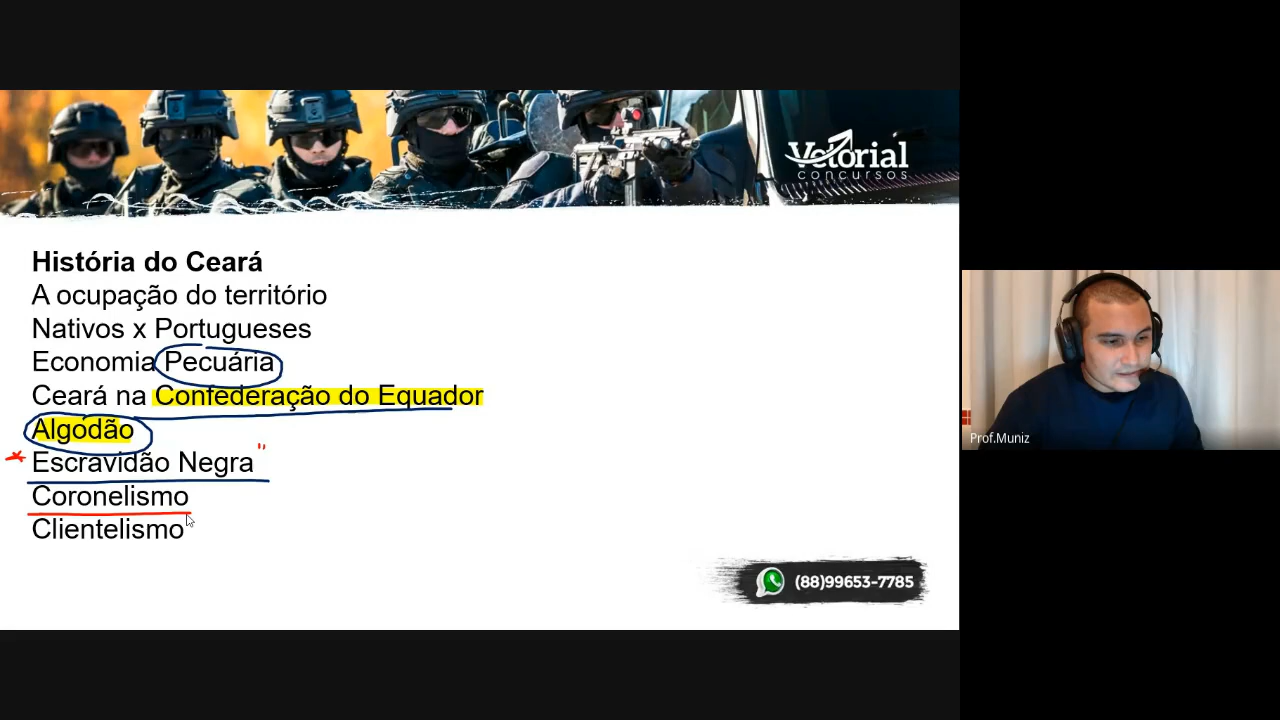 Vetorial
concursos
História do Ceará
A ocupação do território
Nativos x Portugueses
Economia Pecuária
Ceará na Confederação do Equador
Algodão
Escravidão Negra
Coronelismo
Clientelismo
(88)99653-7785
Prof.Muniz